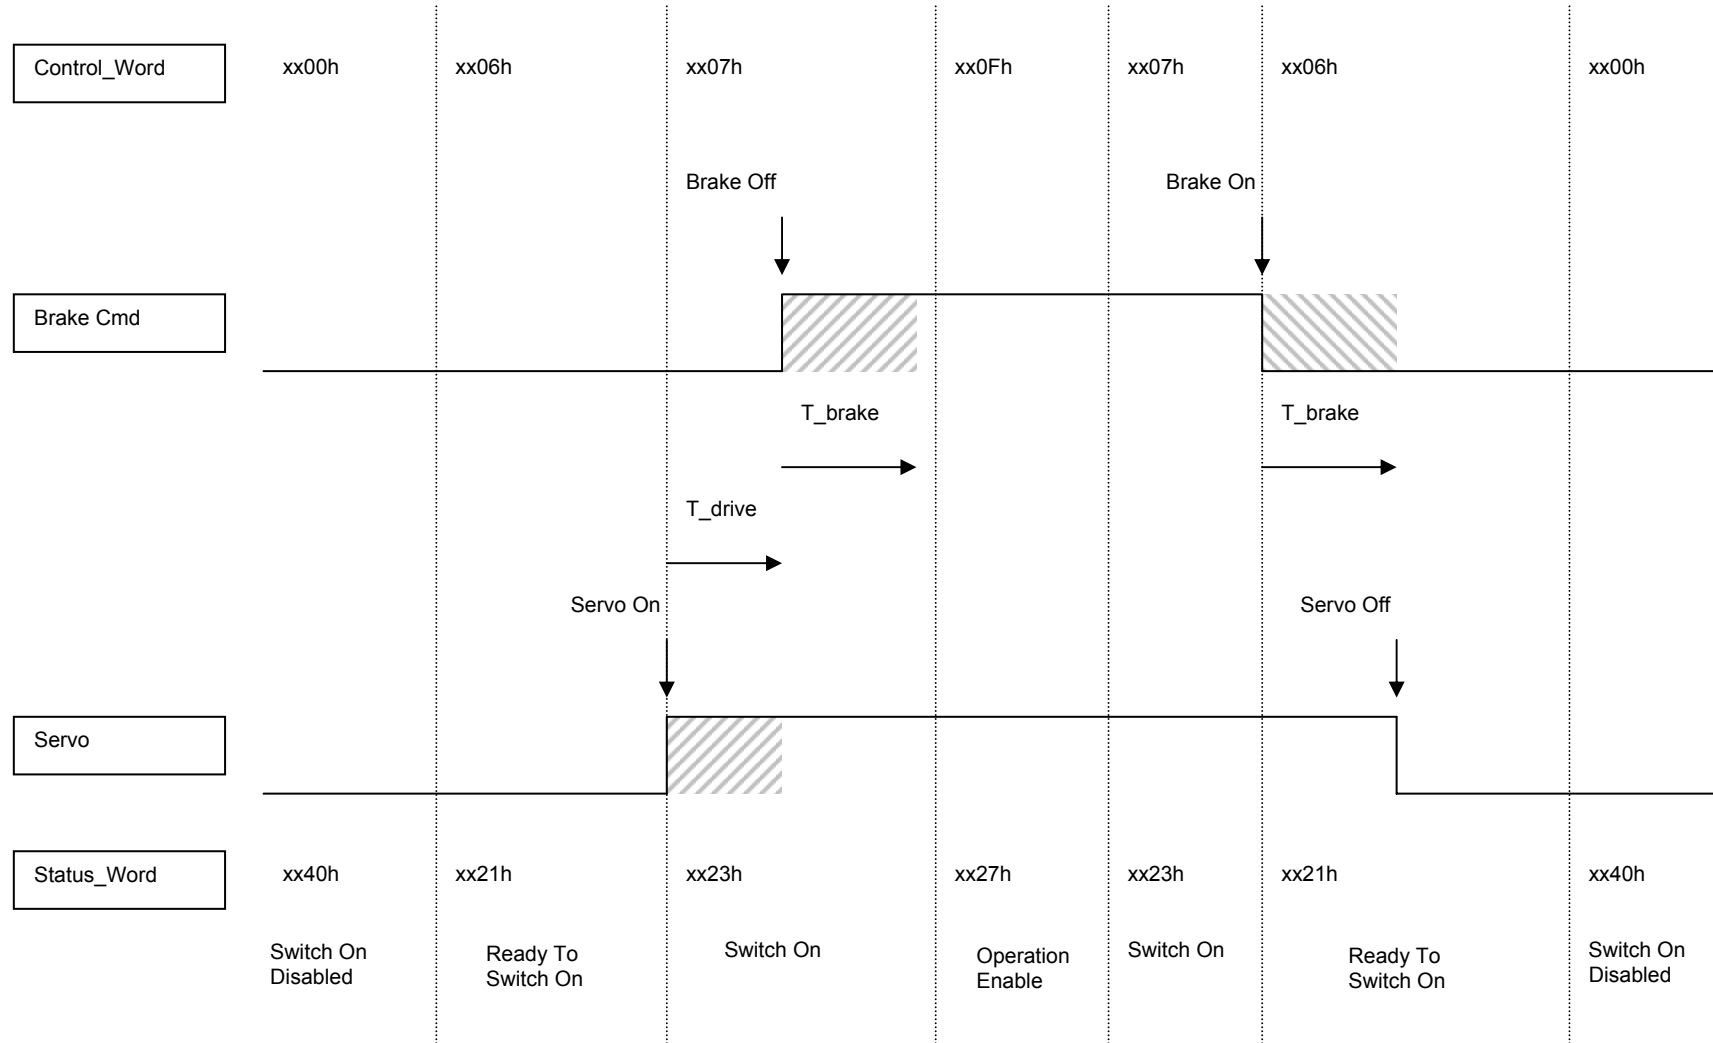 Control_Word xx00h xx06h xx07h xx0Fh xx07h xx06h xx00h
Brake Off Brake On
Brake Cmd
T_brake T_brake
T_drive
Servo On Servo Off
Servo
Status_Word xx40h xx21h xx23h xx27h xx23h xx21h xx40h
Switch On
Disabled
Ready To
Switch On
Switch On
Operation
Enable
Switch On
Ready To
Switch On
Switch On
Disabled